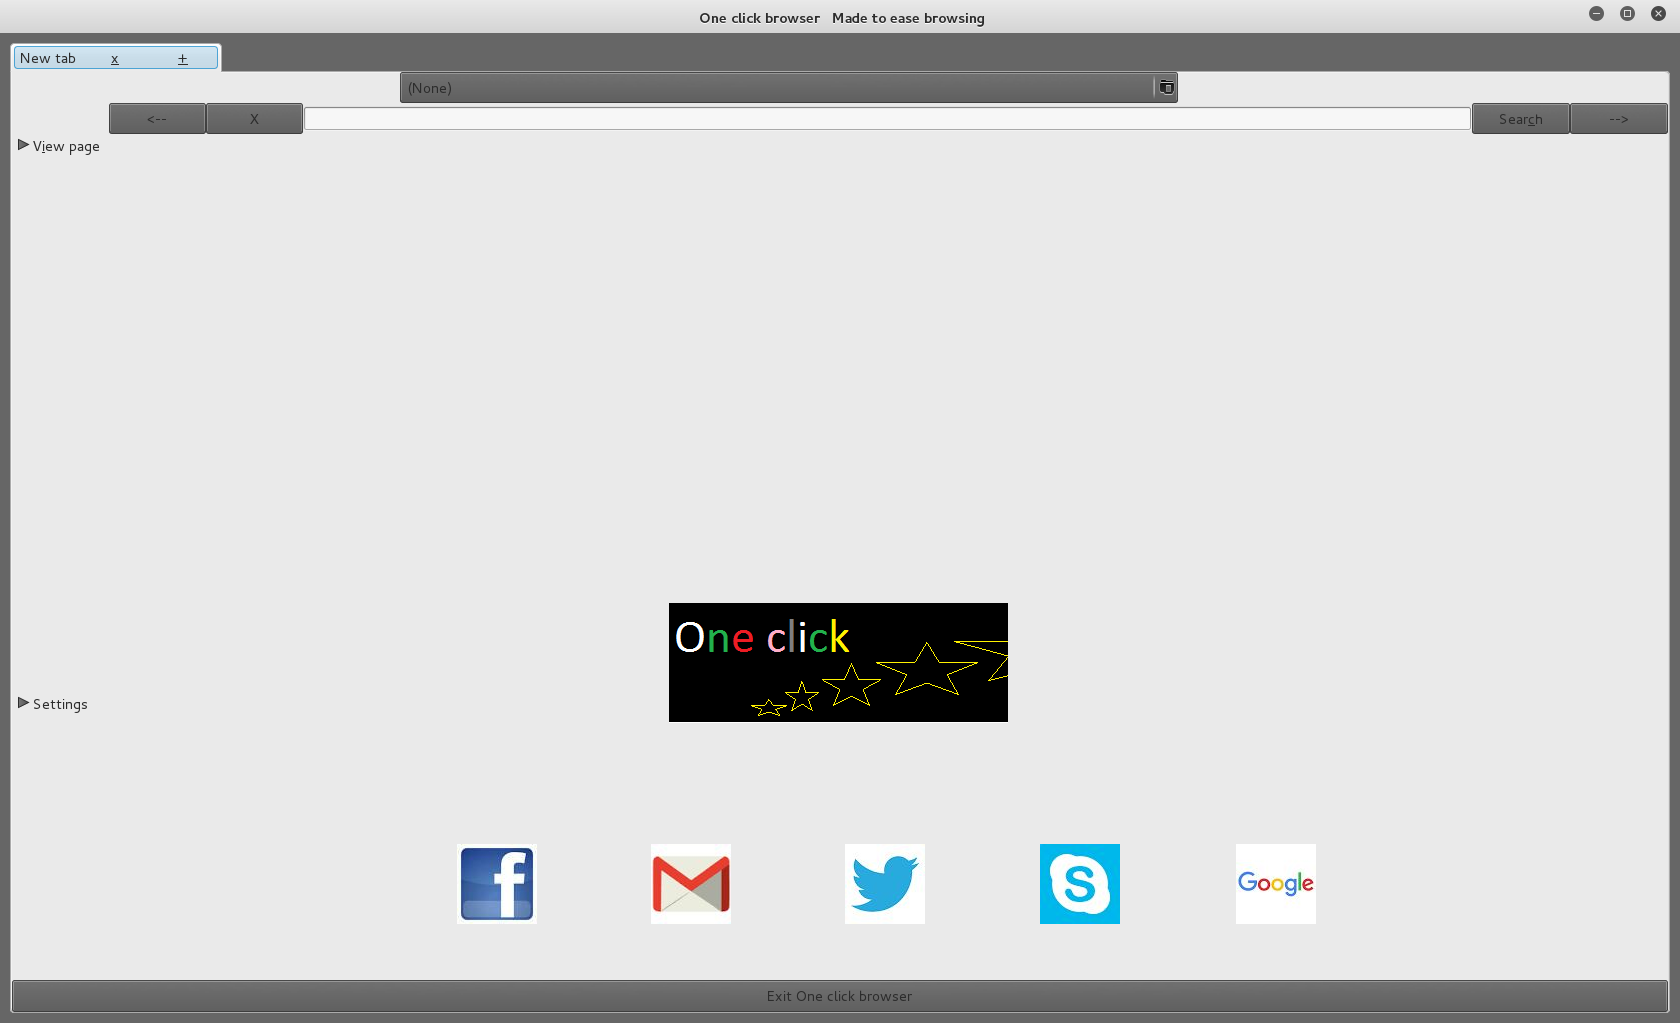 One click browser   Made to ease browsing
New tab x +
(None)
<-- X Search -->
View page
One click
Settings
f S Google
Exit One click browser